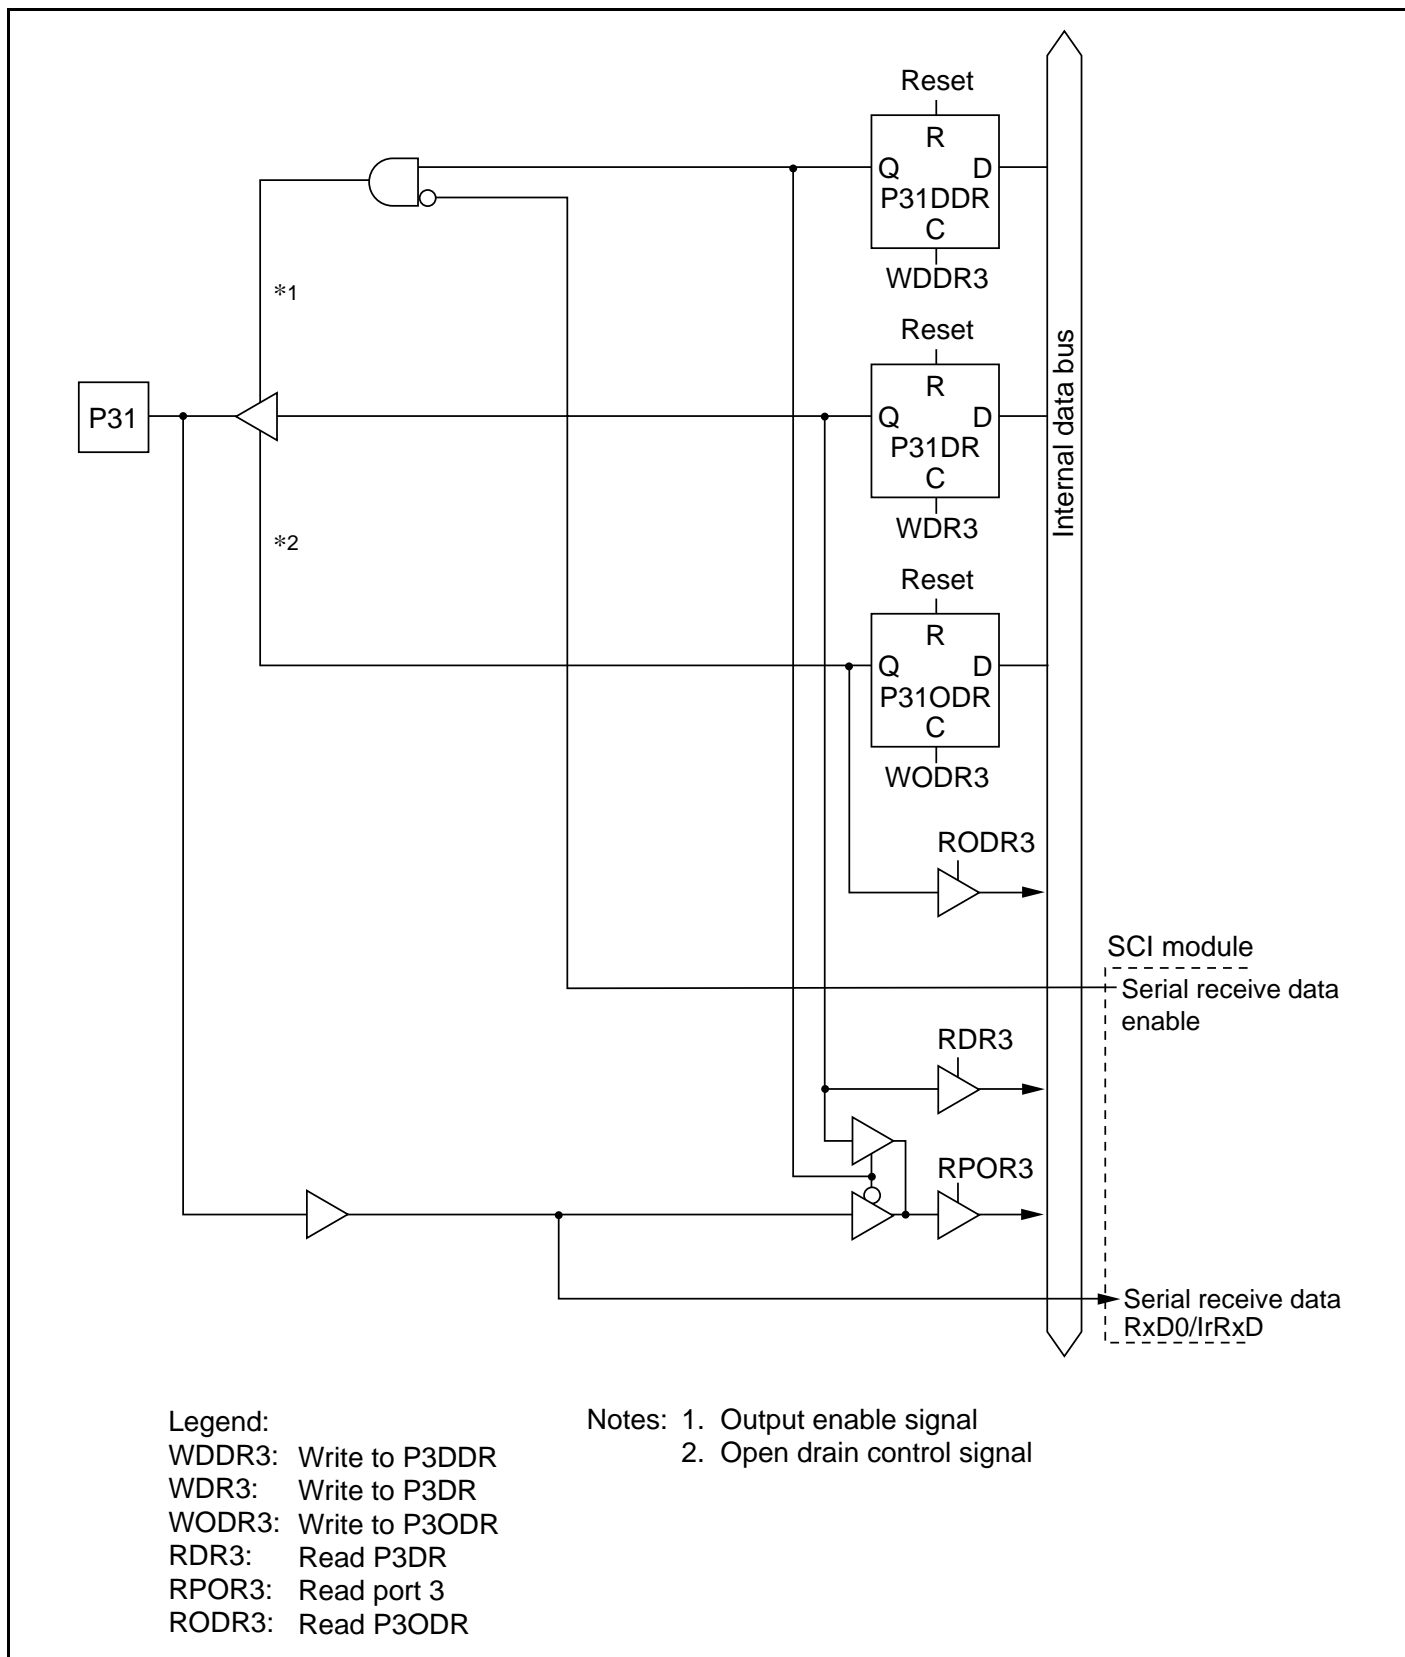 Reset
R
Q D
P31DDR
C
WDDR3
*1
Reset
R
P31
Q D
P31DR
C
WDR3
Internal data bus
*2
Reset
R
Q D
P31ODR
C
WODR3
RODR3
SCI module
Serial receive data
enable
RDR3
RPOR3
Serial receive data
RxD0/IrRxD
Legend:
WDDR3: Write to P3DDR
WDR3: Write to P3DR
WODR3: Write to P3ODR
RDR3: Read P3DR
RPOR3: Read port 3
RODR3: Read P3ODR
Notes: 1. Output enable signal
2. Open drain control signal